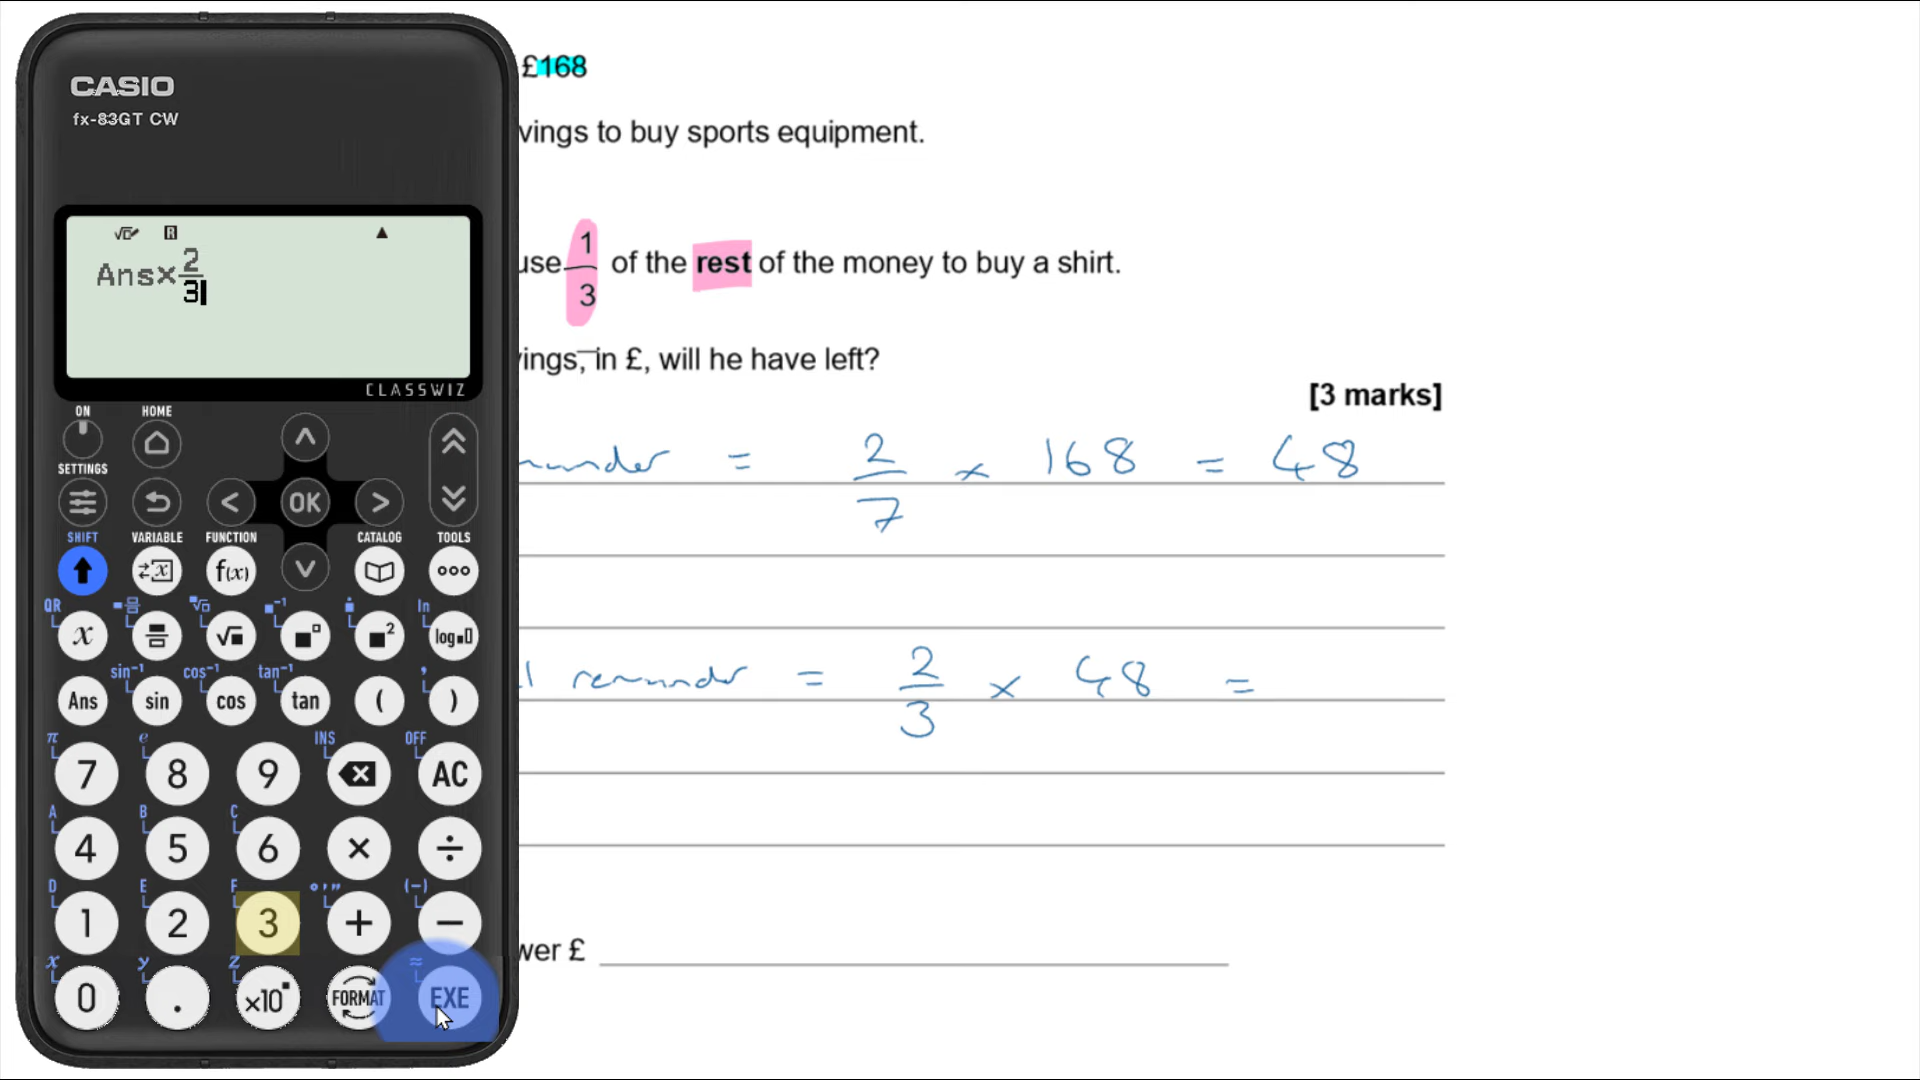 CASIO
fx-83GT CW
Ans×2/3
CLASSWIZ
ON HOME
SETTINGS
OK
SHIFT VARIABLE FUNCTION CATALOG TOOLS
f(x)
QR ln
x log
sin⁻¹ cos⁻¹ tan⁻¹ ,
Ans sin cos tan ( )
π e INS OFF
7 8 9 AC
A B C
4 5 6 × ÷
D E F °'" (−)
1 2 3 + −
x y z ≈
0 . ×10 FORMAT EXE
£168
vings to buy sports equipment.
use 1/3 of the rest of the money to buy a shirt.
ings, in £, will he have left?
[3 marks]
= 2/7 × 168 = 48
= 2/3 × 48 =
wer £